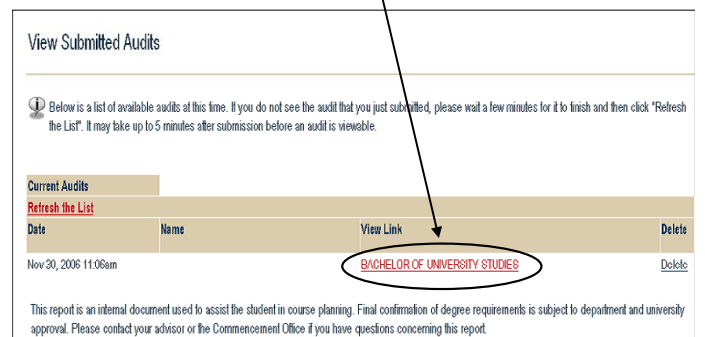 View Submitted Audits
Below is a list of available audits at this time. If you do not see the audit that you just submitted, please wait a few minutes for it to finish and then click "Refresh
the List". It may take up to 5 minutes after submission before an audit is viewable.
Current Audits
Refresh the List
Date Name View Link Delete
Nov 30, 2006 11:06am BACHELOR OF UNIVERSITY STUDIES Delete
This report is an internal document used to assist the student in course planning. Final confirmation of degree requirements is subject to department and university
approval. Please contact your advisor or the Commencement Office if you have questions concerning this report.